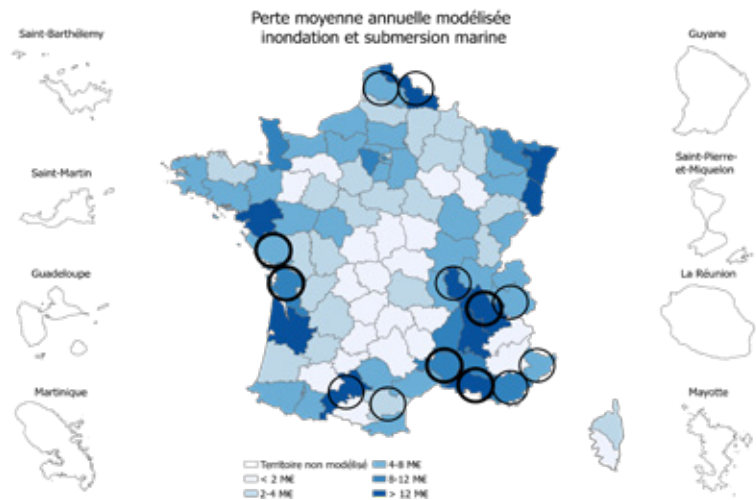 Perte moyenne annuelle modélisée
inondation et submersion marine
Saint-Barthélemy
Guyane
Saint-Martin
Saint-Pierre-
et-Miquelon
Guadeloupe
La Réunion
Martinique
Mayotte
Territoire non modélisé
< 2 M€
2-4 M€
4-8 M€
8-12 M€
> 12 M€